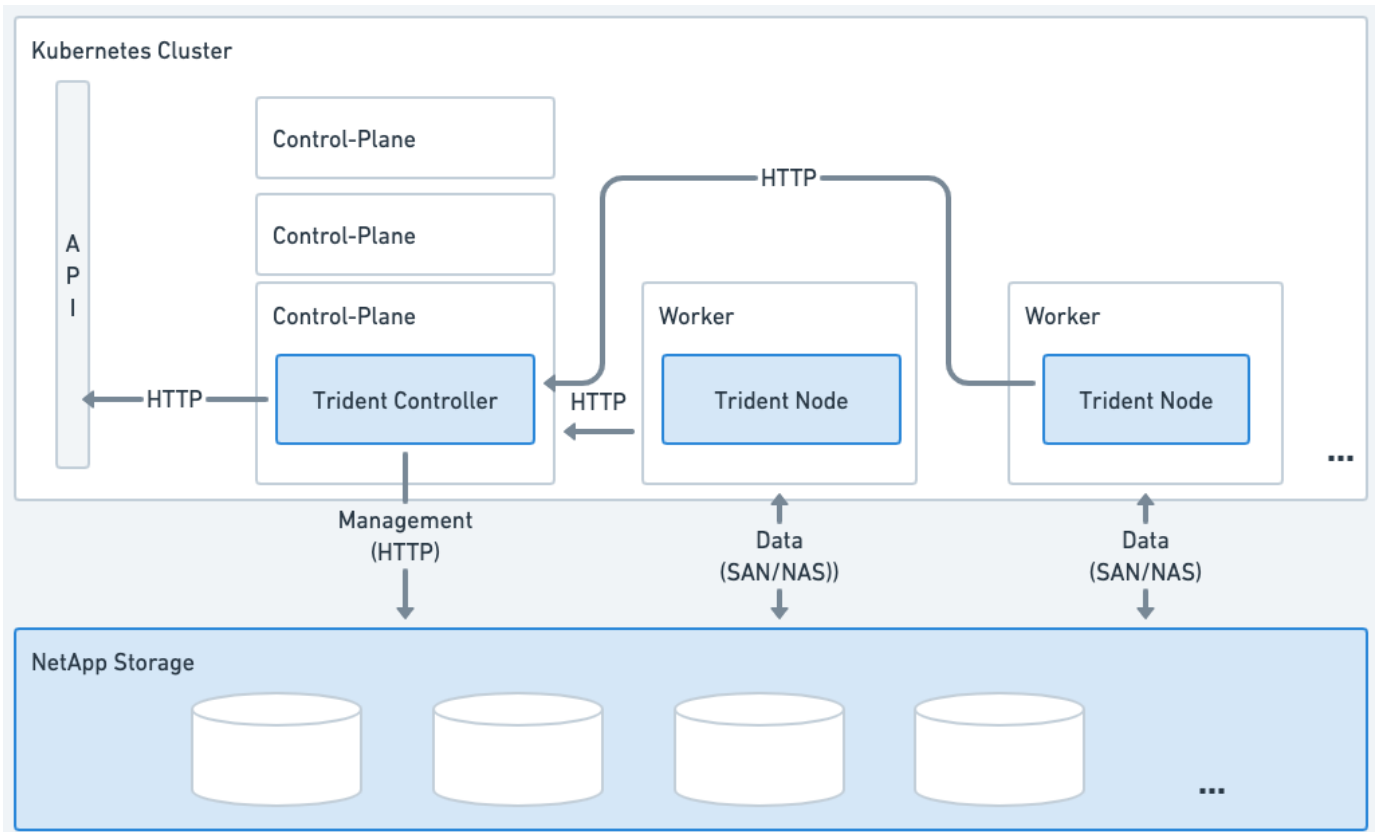 Kubernetes Cluster
A
P
I
Control-Plane
Control-Plane
Control-Plane
Trident Controller
HTTP
HTTP
HTTP
Worker
Trident Node
Worker
Trident Node
...
Management
(HTTP)
Data
(SAN/NAS))
Data
(SAN/NAS)
NetApp Storage
...